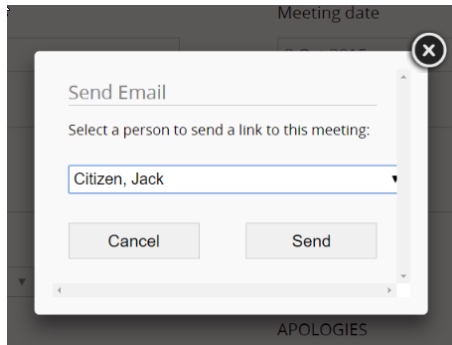 Meeting date
Send Email
Select a person to send a link to this meeting:
Citizen, Jack
Cancel
Send
APOLOGIES